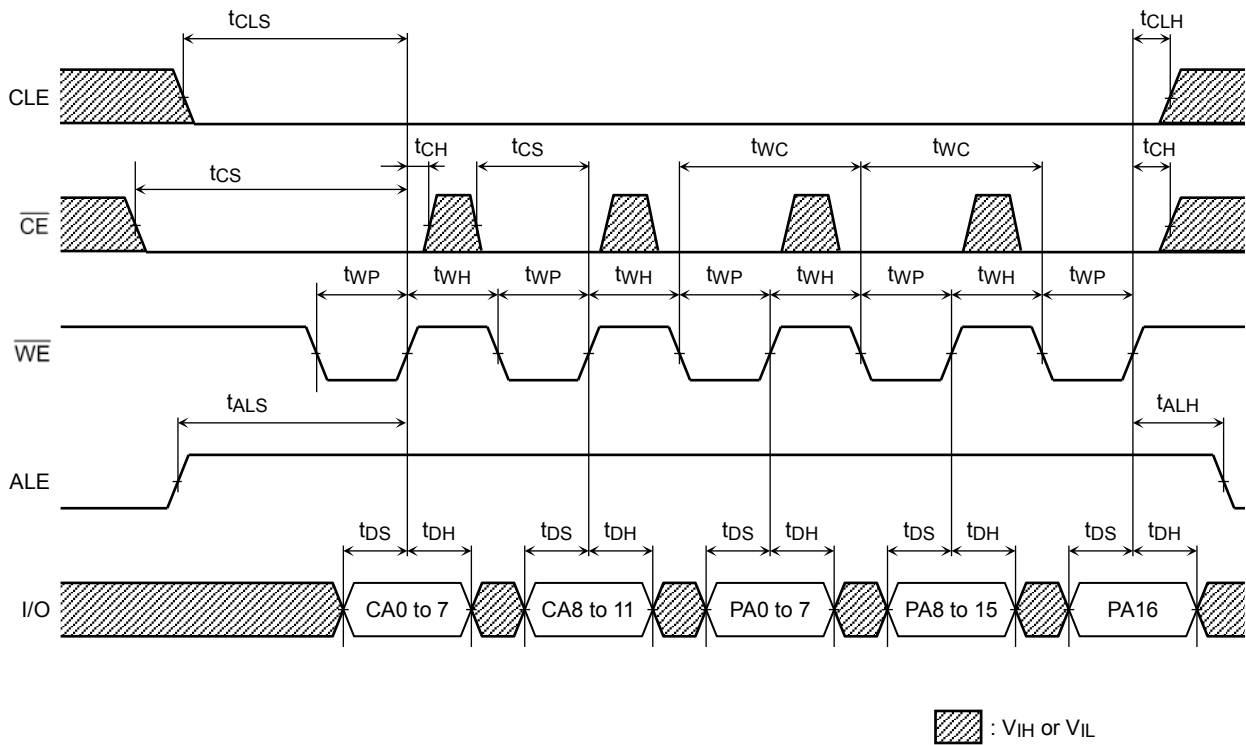 tCLS tCLH
CLE
tCH tCS tWC tWC tCH
tCS
CE
tWP tWH tWP tWH tWP tWH tWP tWH tWP
WE
tALS tALH
ALE
tDS tDH tDS tDH tDS tDH tDS tDH tDS tDH
I/O CA0 to 7 CA8 to 11 PA0 to 7 PA8 to 15 PA16
: VIH or VIL